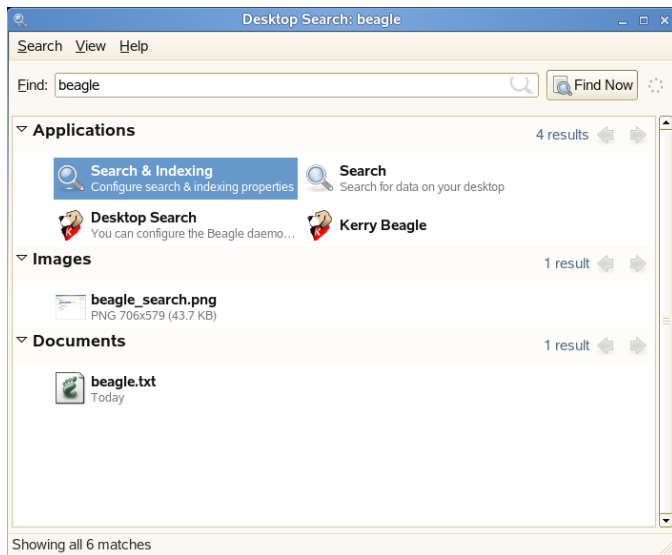 Desktop Search: beagle
Search View Help
Find: beagle Find Now
Applications 4 results
Search & Indexing
Configure search & indexing properties
Search
Search for data on your desktop
Desktop Search
You can configure the Beagle daemo...
Kerry Beagle
Images 1 result
beagle_search.png
PNG 706x579 (43.7 KB)
Documents 1 result
beagle.txt
Today
Showing all 6 matches